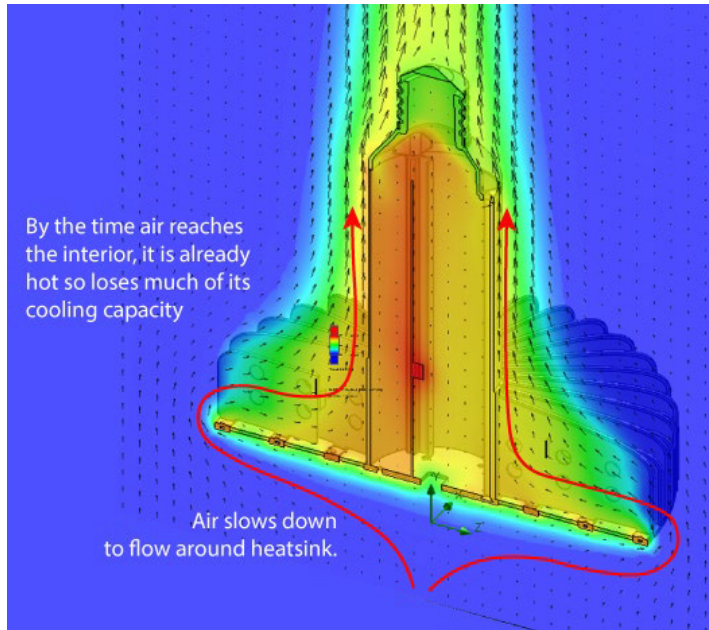 By the time air reaches
the interior, it is already
hot so loses much of its
cooling capacity
Air slows down
to flow around heatsink.
Z